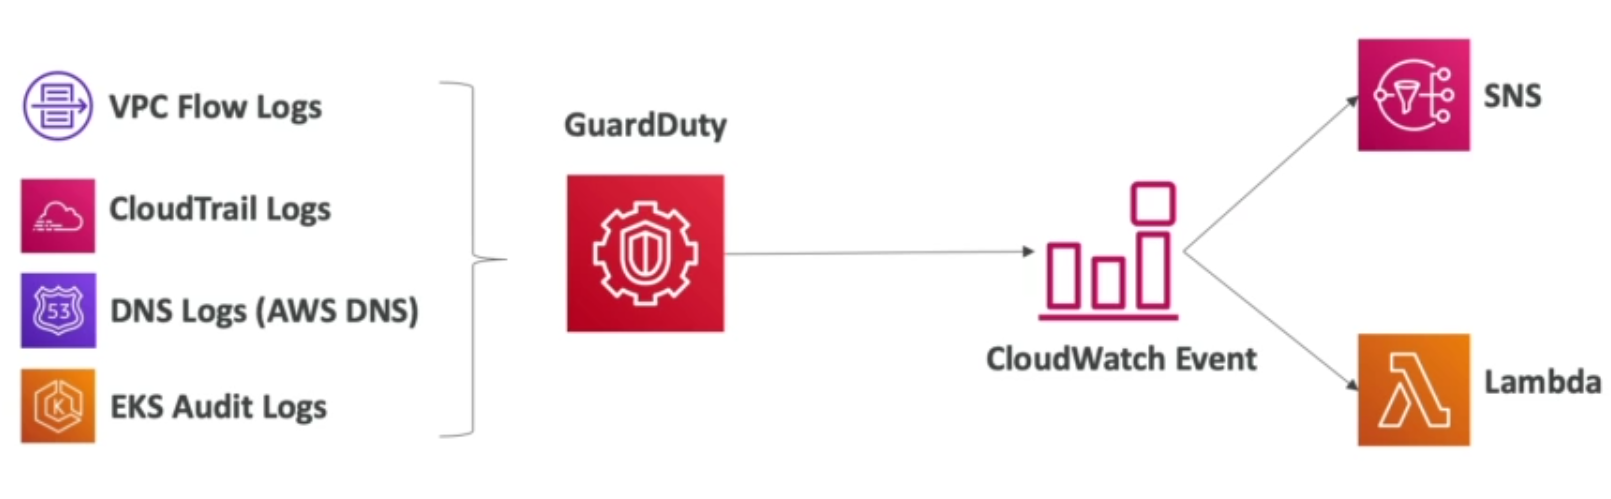 VPC Flow Logs
CloudTrail Logs
53
DNS Logs (AWS DNS)
K
EKS Audit Logs
GuardDuty
CloudWatch Event
SNS
Lambda